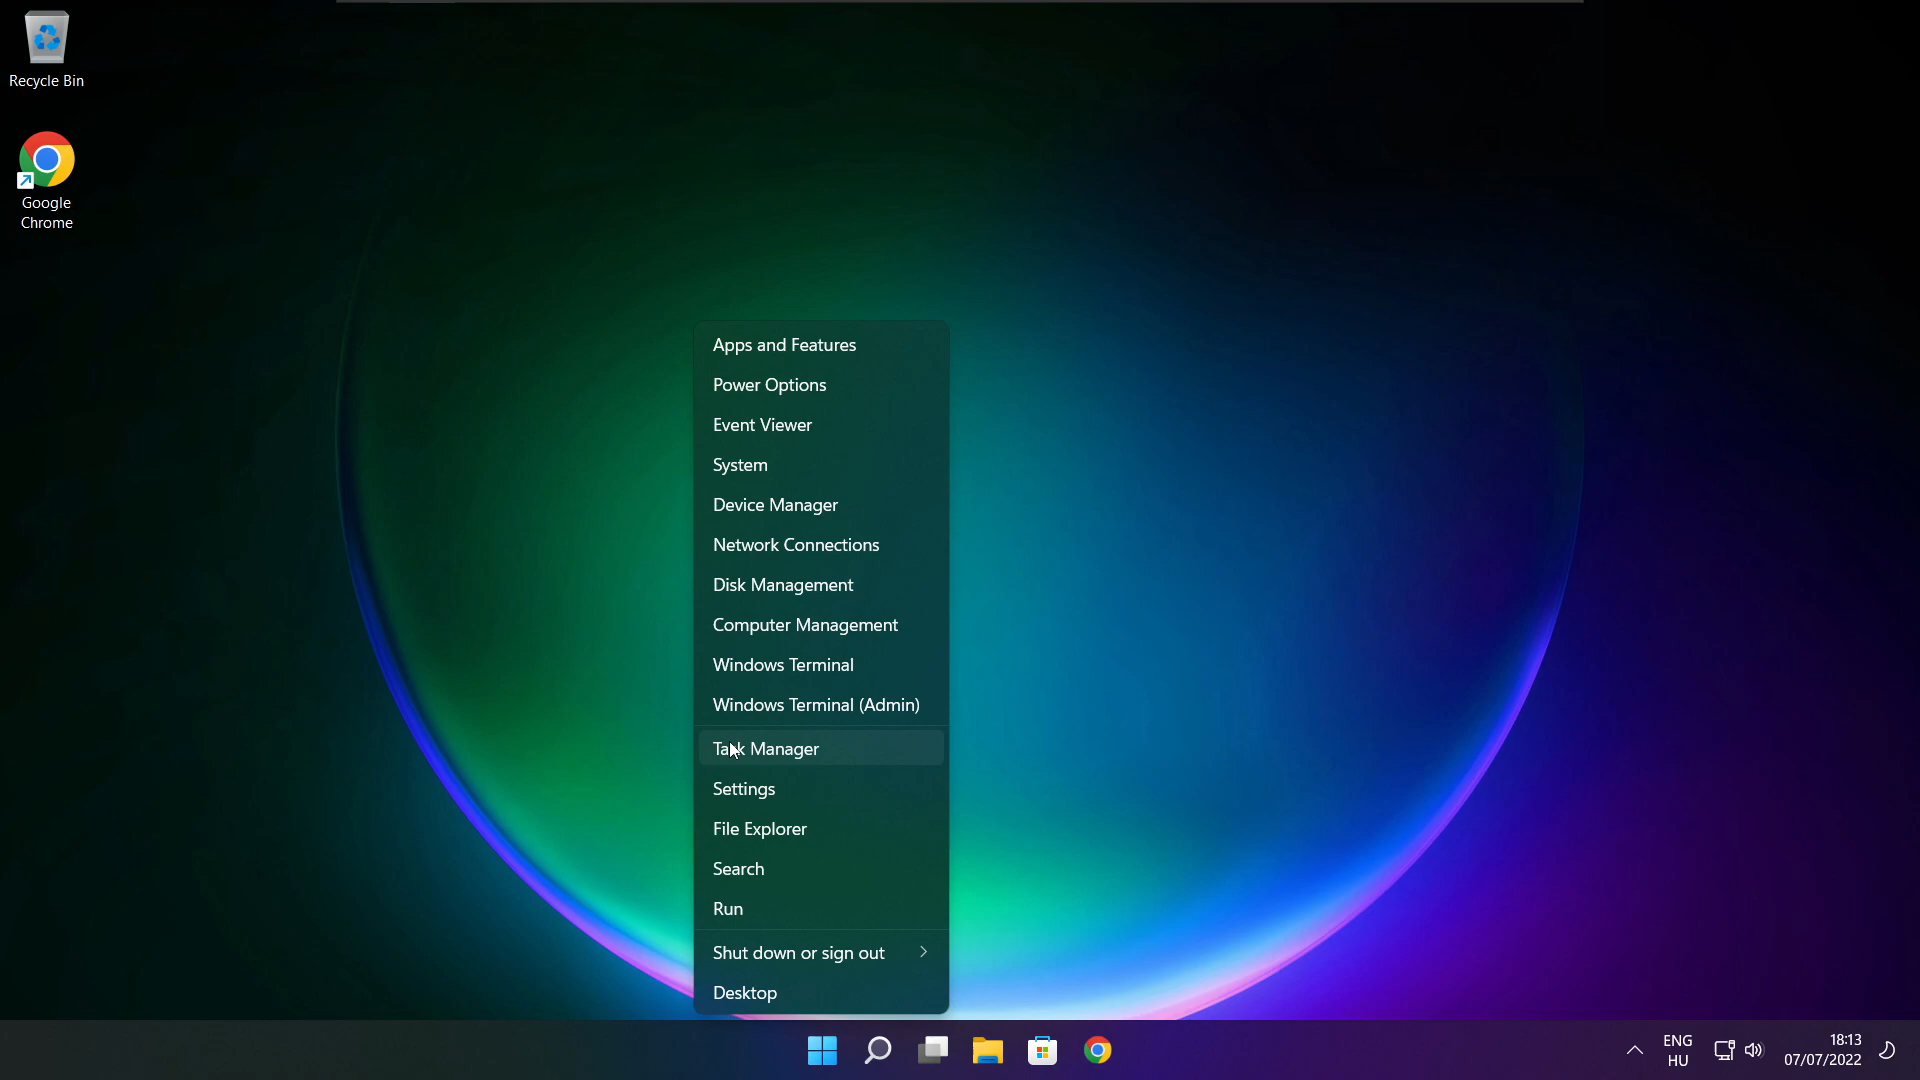 Recycle Bin
Google
Chrome
Apps and Features
Power Options
Event Viewer
System
Device Manager
Network Connections
Disk Management
Computer Management
Windows Terminal
Windows Terminal (Admin)
Task Manager
Settings
File Explorer
Search
Run
Shut down or sign out
Desktop
ENG
HU
18:13
07/07/2022